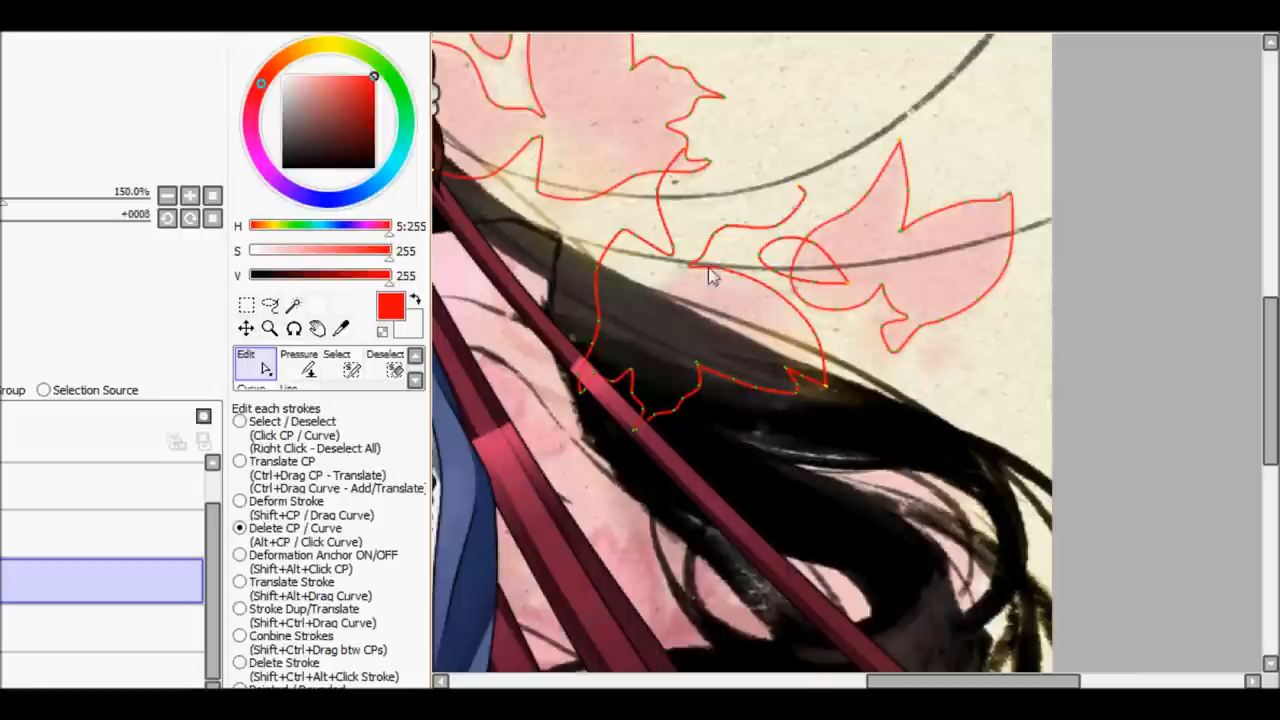 150.0%
+0008
H 5:255
S 255
V 255
Edit Pressure Select Deselect
roup Selection Source
Edit each strokes
Select / Deselect
(Click CP / Curve)
(Right Click - Deselect All)
Translate CP
(Ctrl+Drag CP - Translate)
(Ctrl+Drag Curve - Add/Translate)
Deform Stroke
(Shift+CP / Drag Curve)
Delete CP / Curve
(Alt+CP / Click Curve)
Deformation Anchor ON/OFF
(Shift+Alt+Click CP)
Translate Stroke
(Shift+Alt+Drag Curve)
Stroke Dup/Translate
(Shift+Ctrl+Drag Curve)
Conbine Strokes
(Shift+Ctrl+Drag btw CPs)
Delete Stroke
(Shift+Ctrl+Alt+Click Stroke)